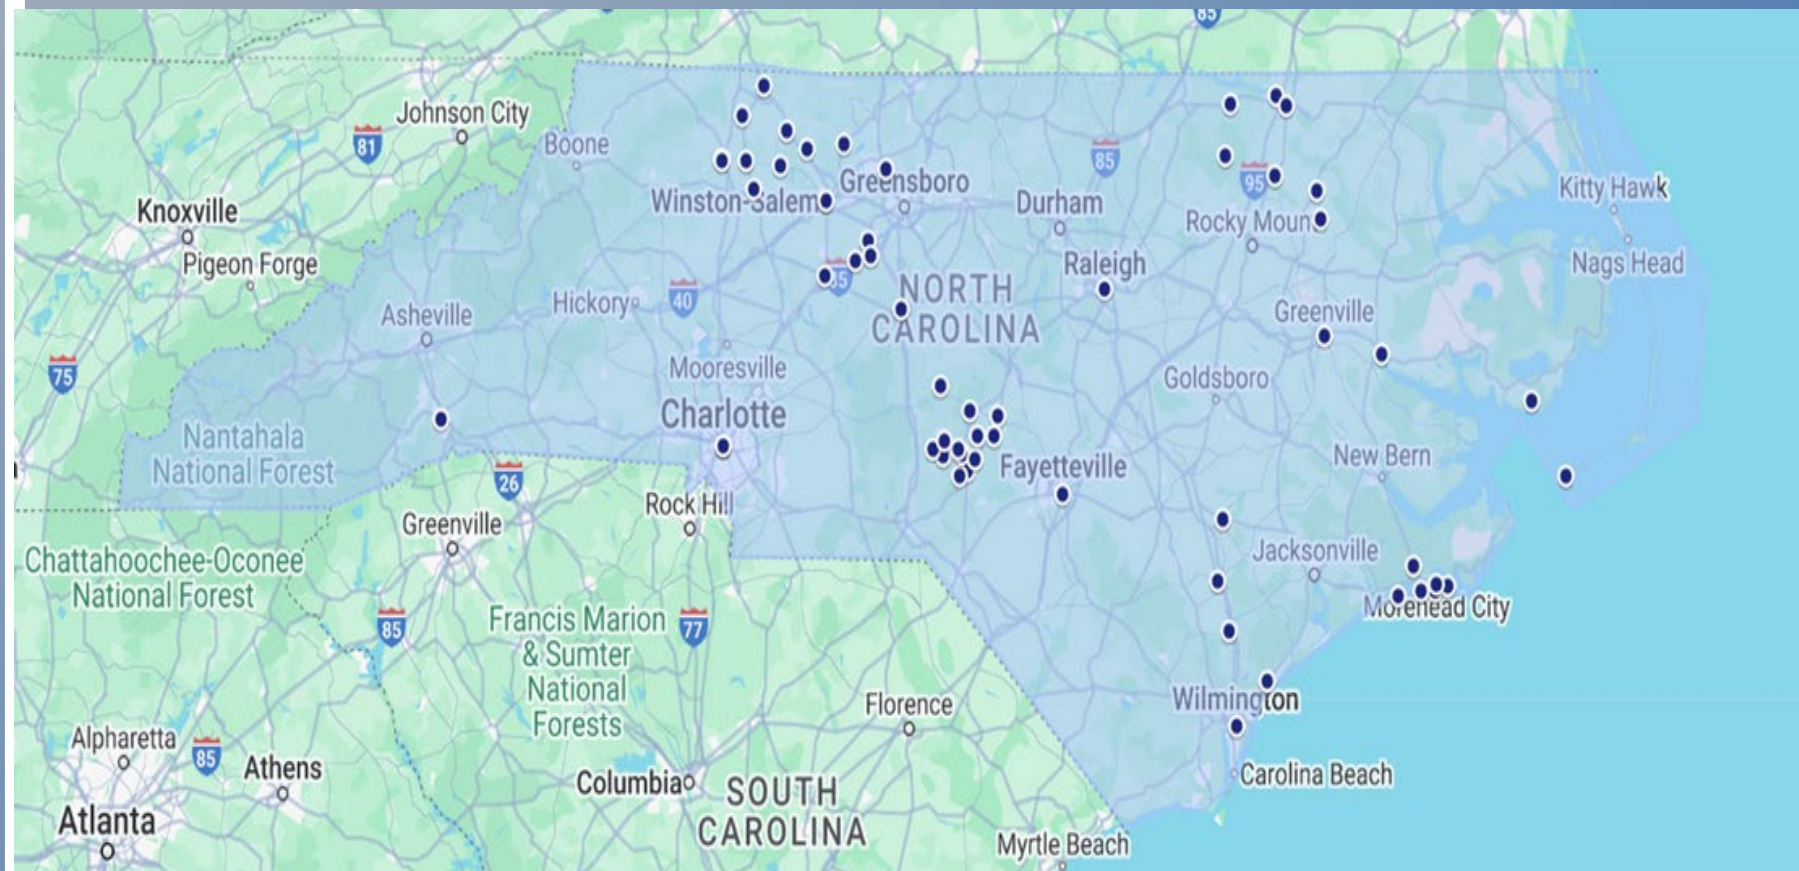 85
Johnson City
81
Boone
Knoxville
Pigeon Forge
Winston-Salem
Greensboro
Durham
85
95
Rocky Moun
Kitty Hawk
Nags Head
Raleigh
Asheville
Hickory
40
85
NORTH
CAROLINA
Greenville
75
Mooresville
Goldsboro
Charlotte
Nantahala
National Forest
26
Fayetteville
New Bern
Rock Hill
Greenville
Chattahoochee-Oconee
National Forest
Jacksonville
Morehead City
85
Francis Marion
& Sumter
National
Forests
77
Wilmington
Florence
Alpharetta
85
Athens
Columbia
SOUTH
CAROLINA
Carolina Beach
Atlanta
Myrtle Beach